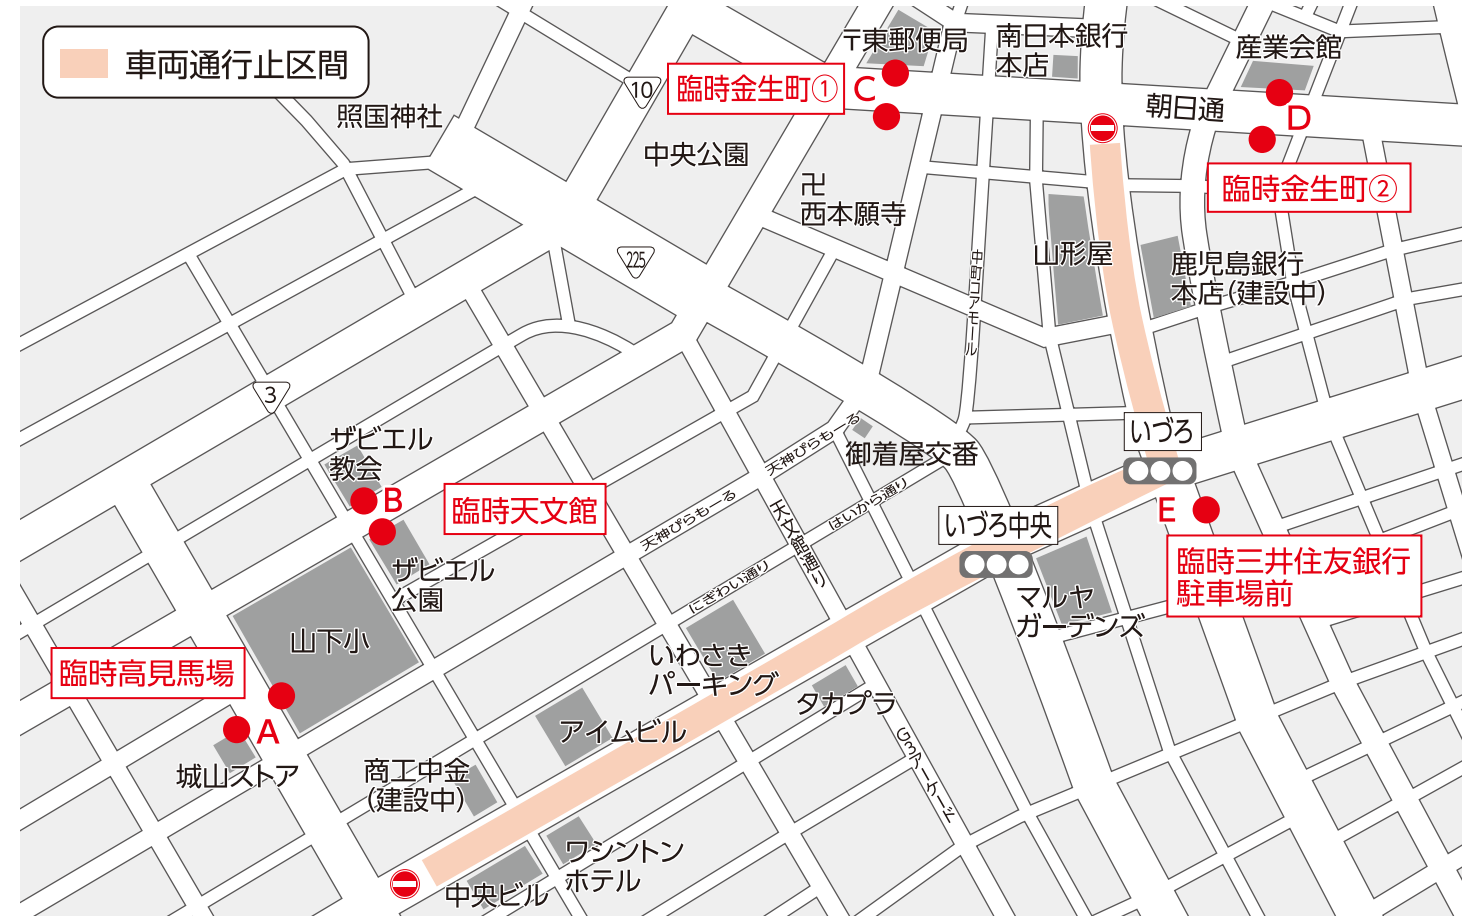 車両通行止区間
照国神社
10
臨時金生町①
〒東郵便局
C
南日本銀行
本店
産業会館
朝日通
D
臨時金生町②
中央公園
卍
西本願寺
225
中町コアモール
山形屋
鹿児島銀行
本店(建設中)
3
ザビエル
教会
B
臨時天文館
ザビエル
公園
天神ぴらもーる
天神ぴらもーる
御着屋交番
はいから通り
天文館通り
にぎわい通り
いづろ
いづろ中央
E
臨時三井住友銀行
駐車場前
マルヤ
ガーデンズ
山下小
臨時高見馬場
A
城山ストア
いわさき
パーキング
タカプラ
アイムビル
G3アーケード
商工中金
(建設中)
ワシントン
ホテル
中央ビル